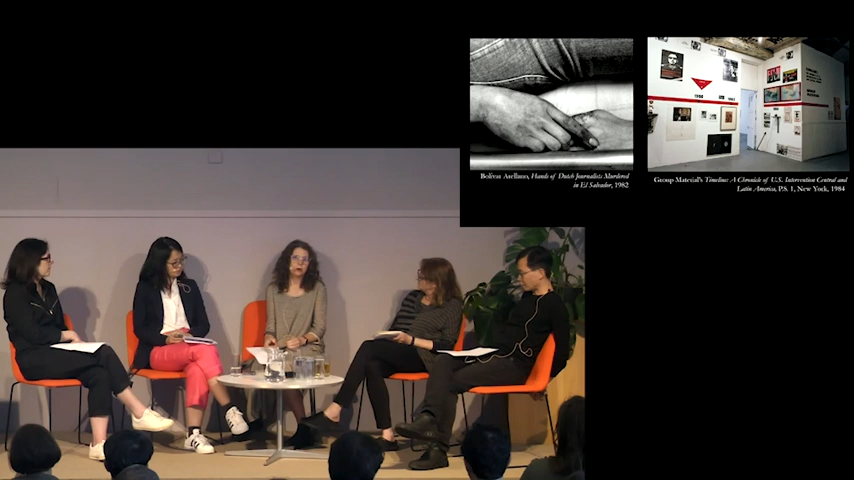 Bolivar Arellano, Hands of Dutch Journalists Murdered
in El Salvador, 1982
Group Material's Timeline: A Chronicle of U.S. Intervention Central and
Latin America, P.S. 1, New York, 1984